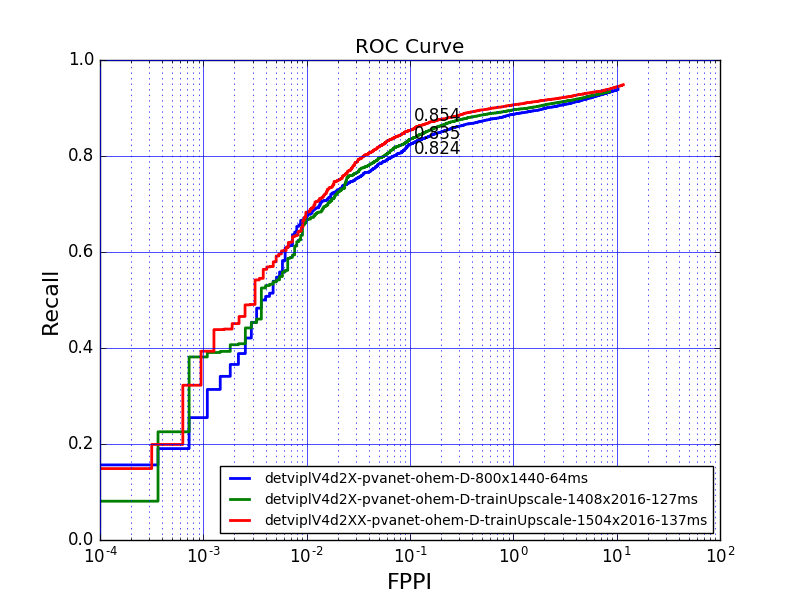 ROC Curve
1.0
0.8
0.6
0.4
0.2
0.0
Recall
0.854
0.835
0.824
detviplV4d2X-pvanet-ohem-D-800x1440-64ms
detviplV4d2X-pvanet-ohem-D-trainUpscale-1408x2016-127ms
detviplV4d2XX-pvanet-ohem-D-trainUpscale-1504x2016-137ms
10^-4 10^-3 10^-2 10^-1 10^0 10^1 10^2
FPPI